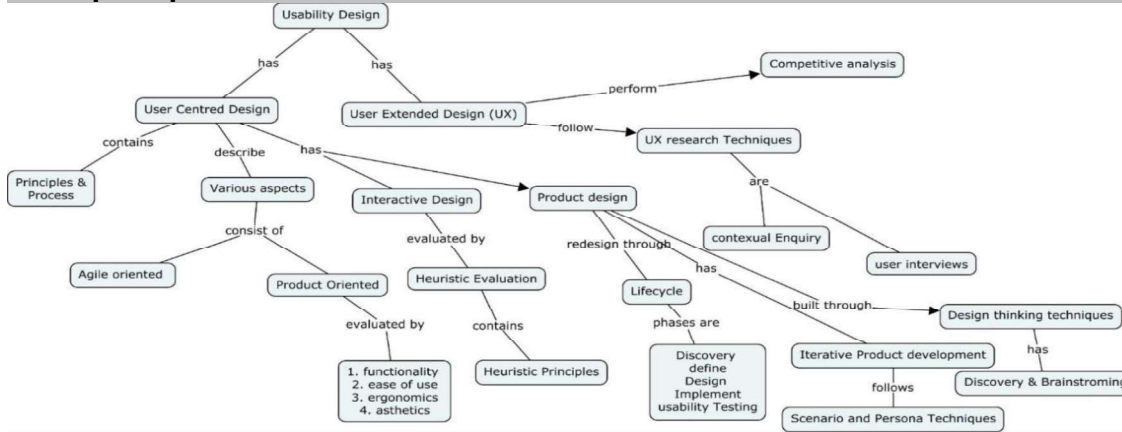 Usability Design
has
has
Competitive analysis
perform
User Centred Design
User Extended Design (UX)
follow
UX research Techniques
contains
describe
has
are
Principles &
Process
Various aspects
Interactive Design
Product design
contexual Enquiry
user interviews
consist of
evaluated by
redesign through
has
Agile oriented
Product Oriented
Heuristic Evaluation
Lifecycle
built through
Design thinking techniques
evaluated by
contains
phases are
has
1. functionality
2. ease of use
3. ergonomics
4. asthetics
Heuristic Principles
Discovery
define
Design
Implement
usability Testing
Iterative Product development
Discovery & Brainstroming
follows
Scenario and Persona Techniques